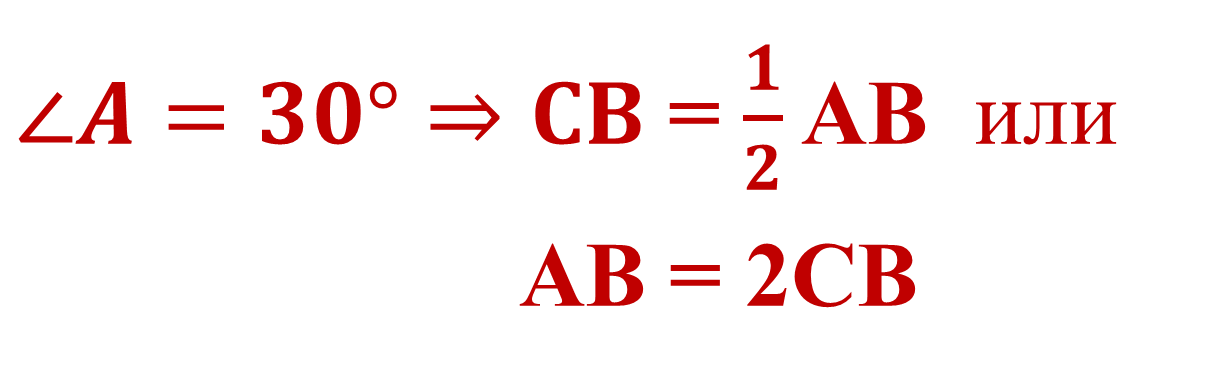 ∠A = 30° ⇒ CB = 1/2 AB или
AB = 2CB